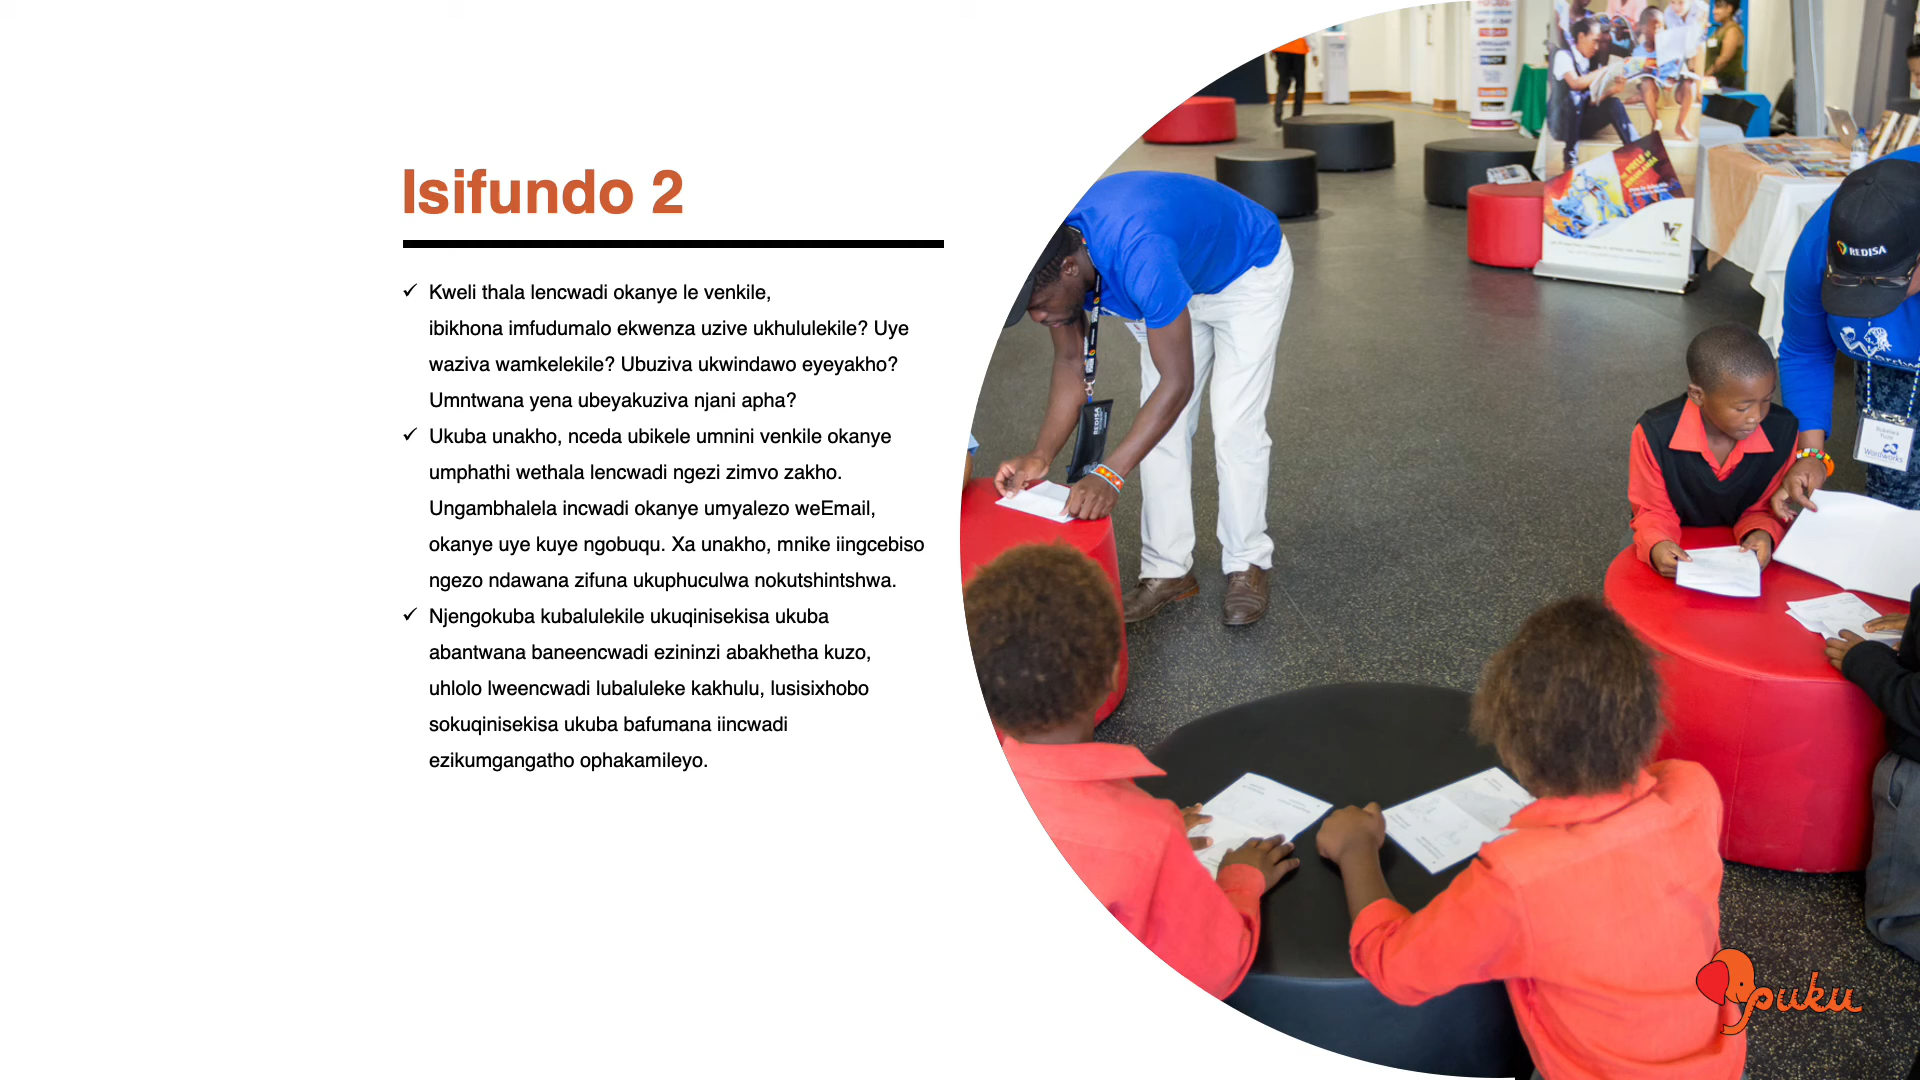 Isifundo 2
✓ Kweli thala lencwadi okanye le venkile,
ibikhona imfudumalo ekwenza uzive ukhululekile? Uye
waziva wamkelekile? Ubuziva ukwindawo eyeyakho?
Umntwana yena ubeyakuziva njani apha?
✓ Ukuba unakho, nceda ubikele umnini venkile okanye
umphathi wethala lencwadi ngezi zimvo zakho.
Ungambhalela incwadi okanye umyalezo weEmail,
okanye uye kuye ngobuqu. Xa unakho, mnike iingcebiso
ngezo ndawana zifuna ukuphuculwa nokutshintshwa.
✓ Njengokuba kubalulekile ukuqinisekisa ukuba
abantwana baneencwadi ezininzi abakhetha kuzo,
uhlolo lweencwadi lubaluleke kakhulu, lusisixhobo
sokuqinisekisa ukuba bafumana iincwadi
ezikumgangatho ophakamileyo.
REDISA
REDISA
Wordworks
puku